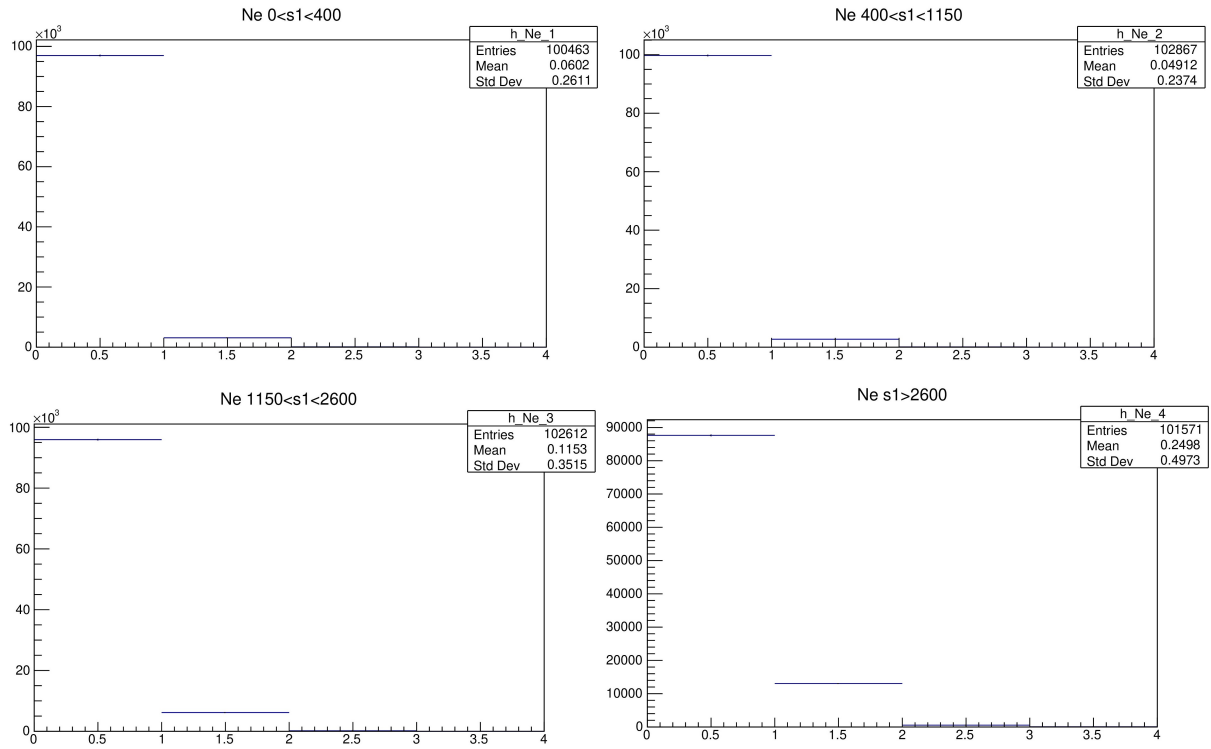 Ne 0<s1<400
×10³
h_Ne_1
Entries 100463
Mean 0.0602
Std Dev 0.2611
100
80
60
40
20
0
0 0.5 1 1.5 2 2.5 3 3.5 4
Ne 400<s1<1150
×10³
h_Ne_2
Entries 102867
Mean 0.04912
Std Dev 0.2374
100
80
60
40
20
0
0 0.5 1 1.5 2 2.5 3 3.5 4
Ne 1150<s1<2600
×10³
h_Ne_3
Entries 102612
Mean 0.1153
Std Dev 0.3515
100
80
60
40
20
0
0 0.5 1 1.5 2 2.5 3 3.5 4
Ne s1>2600
h_Ne_4
Entries 101571
Mean 0.2498
Std Dev 0.4973
90000
80000
70000
60000
50000
40000
30000
20000
10000
0
0 0.5 1 1.5 2 2.5 3 3.5 4